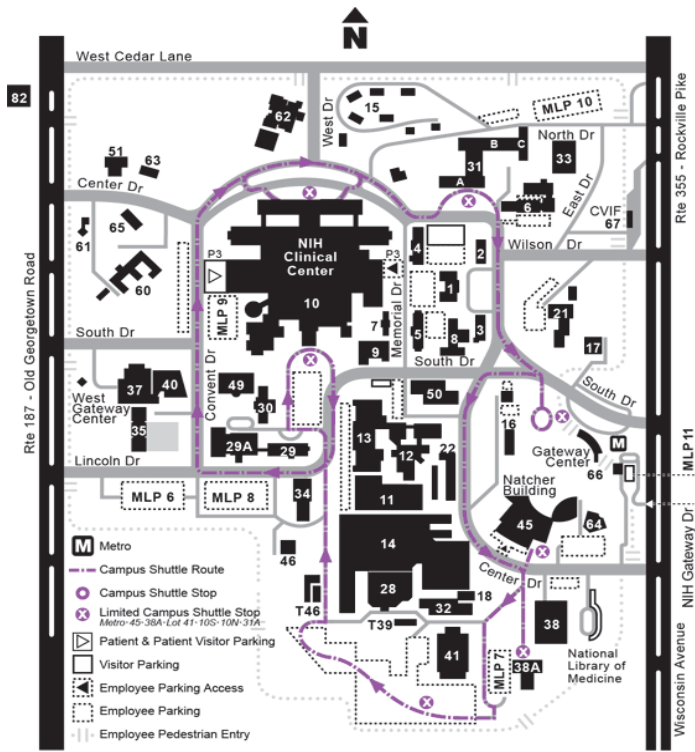 N
West Cedar Lane
82
MLP 10
15
62
West Dr
North Dr
B
C
51
31
33
63
A
Center Dr
6
East Dr
CVIF
67
65
61
NIH
Clinical
Center
4
2
Wilson Dr
P3
P3
60
10
1
MLP 9
Memorial Dr
21
7
5
8
3
17
South Dr
9
South Dr
South Dr
Convent Dr
West
Gateway
Center
37
40
49
50
30
16
35
13
29A
29
12
22
Gateway
Center
M
66
MLP 11
Lincoln Dr
Natcher
Building
MLP 6
MLP 8
34
11
45
64
NIH Gateway Dr
14
46
Center Dr
28
18
T46
32
T39
38
41
MLP 7
38A
National
Library of
Medicine
Rte 187 - Old Georgetown Road
Rte 355 - Rockville Pike
Wisconsin Avenue
M Metro
Campus Shuttle Route
Campus Shuttle Stop
Limited Campus Shuttle Stop
Metro-45-38A-Lot 41-10S-10N-31A
Patient & Patient Visitor Parking
Visitor Parking
Employee Parking Access
Employee Parking
Employee Pedestrian Entry